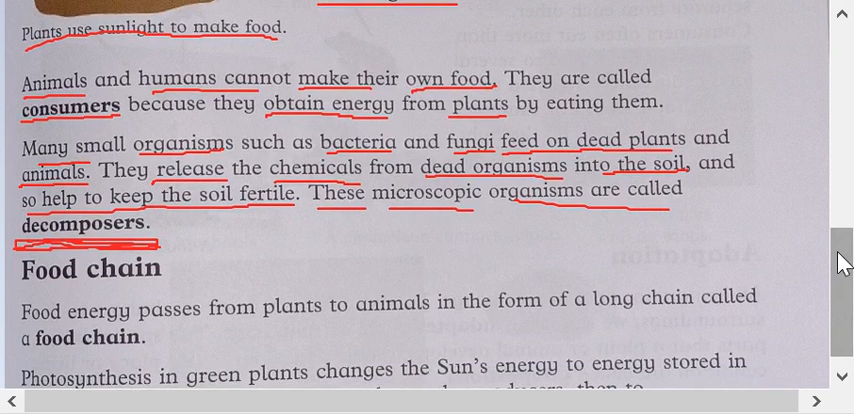 Plants use sunlight to make food.
Animals and humans cannot make their own food. They are called
consumers because they obtain energy from plants by eating them.
Many small organisms such as bacteria and fungi feed on dead plants and
animals. They release the chemicals from dead organisms into the soil, and
so help to keep the soil fertile. These microscopic organisms are called
decomposers.
Food chain
Food energy passes from plants to animals in the form of a long chain called
a food chain.
Photosynthesis in green plants changes the Sun's energy to energy stored in